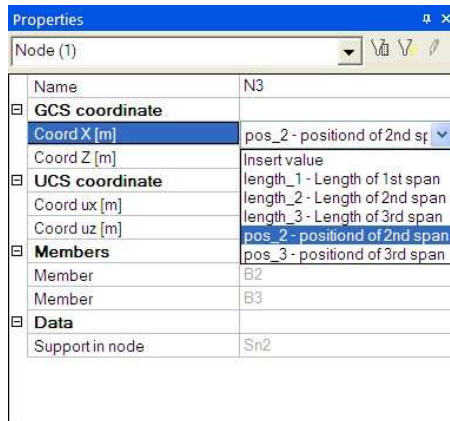 Properties
Node (1)
Name N3
GCS coordinate
Coord X [m] pos_2 - positiond of 2nd sp
Coord Z [m] Insert value
length_1 - Length of 1st span
UCS coordinate length_2 - Length of 2nd span
Coord ux [m] length_3 - Length of 3rd span
Coord uz [m] pos_2 - positiond of 2nd span
Members pos_3 - positiond of 3rd span
Member B2
Member B3
Data
Support in node Sn2